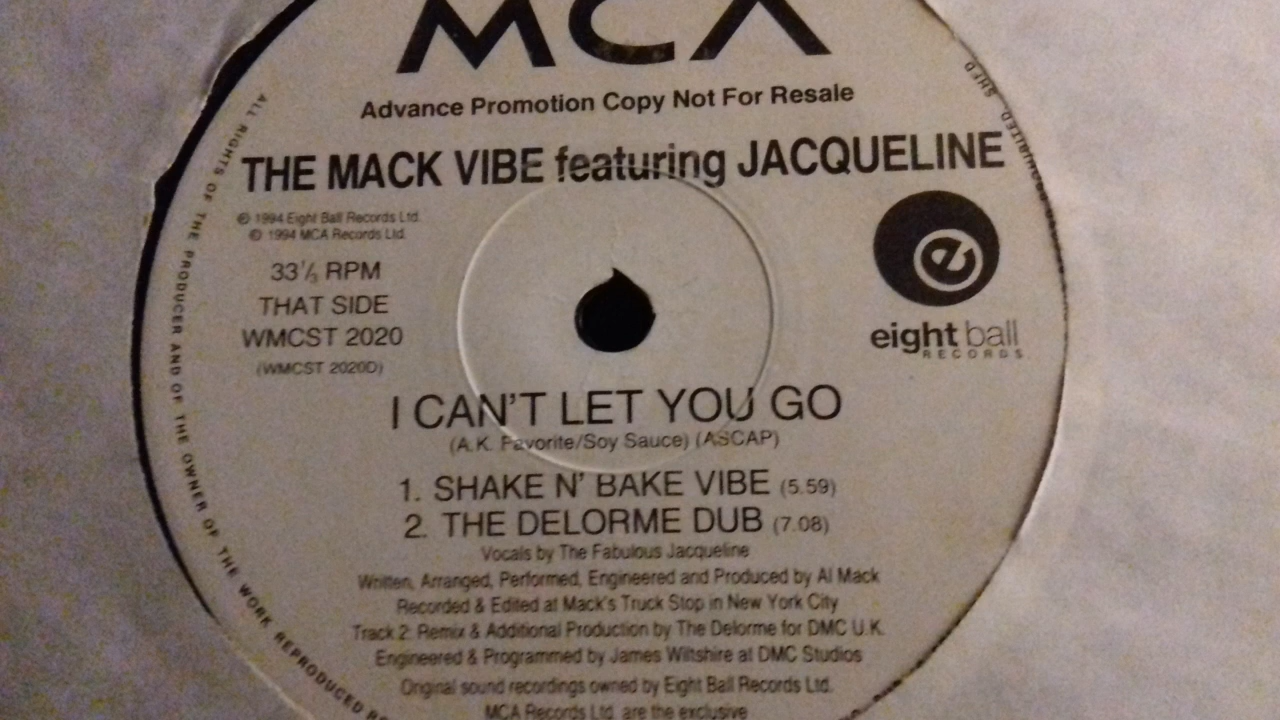 MCA
Advance Promotion Copy Not For Resale
THE MACK VIBE featuring JACQUELINE
℗ 1994 Eight Ball Records Ltd.
© 1994 MCA Records Ltd.
33⅓ RPM
THAT SIDE
WMCST 2020
(WMCST 2020D)
e
eight ball
RECORDS
I CAN'T LET YOU GO
(A.K. Favorite/Soy Sauce) (ASCAP)
1. SHAKE N' BAKE VIBE (5.59)
2. THE DELORME DUB (7.08)
Vocals by The Fabulous Jacqueline
Written, Arranged, Performed, Engineered and Produced by Al Mack
Recorded & Edited at Mack's Truck Stop in New York City
Track 2: Remix & Additional Production by The Delorme for DMC U.K.
Engineered & Programmed by James Wiltshire at DMC Studios
Original sound recordings owned by Eight Ball Records Ltd.
MCA Records Ltd. are the exclusive
ALL RIGHTS OF THE PRODUCER AND OF THE OWNER OF THE WORK REPRODUCED